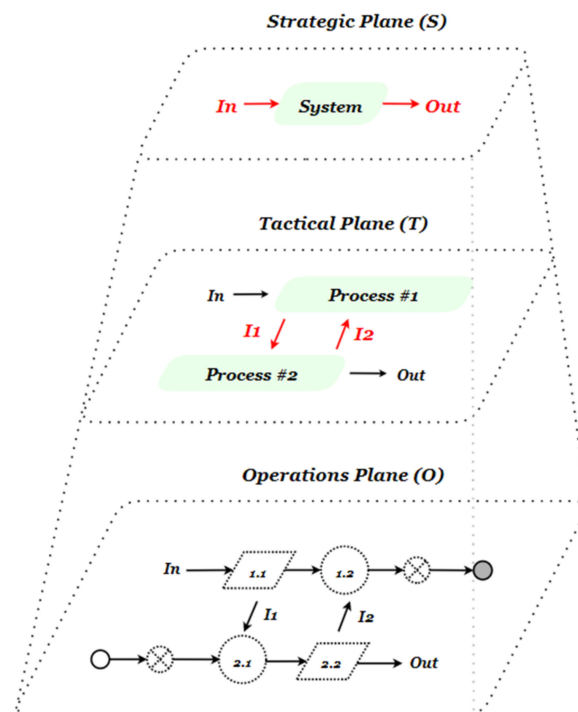 Strategic Plane (S)
In System Out
Tactical Plane (T)
In Process #1
I1 I2
Process #2 Out
Operations Plane (O)
In 1.1 1.2
I1 I2
2.1 2.2 Out